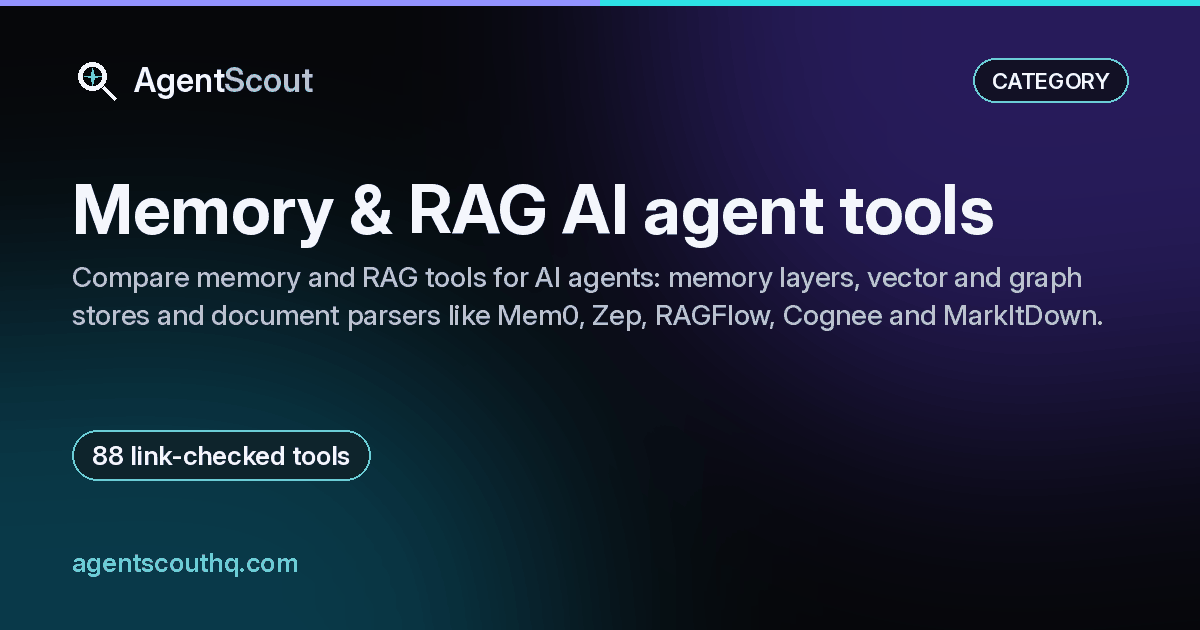 AgentScout
CATEGORY
Memory & RAG AI agent tools
Compare memory and RAG tools for AI agents: memory layers, vector and graph
stores and document parsers like Mem0, Zep, RAGFlow, Cognee and MarkItDown.
88 link-checked tools
agentscouthq.com